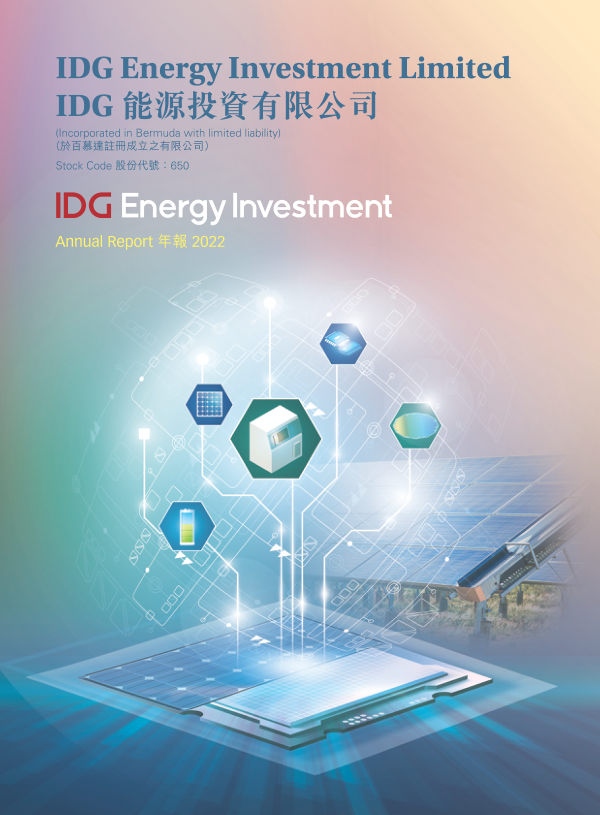 IDG Energy Investment Limited
IDG 能源投資有限公司
(Incorporated in Bermuda with limited liability)
(於百慕達註冊成立之有限公司)
Stock Code 股份代號：650
IDG Energy Investment
Annual Report 年報 2022